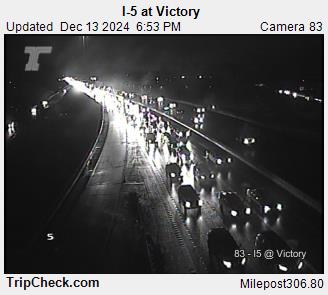 I-5 at Victory
Updated Dec 13 2024 6:53 PM Camera 83
T
S
83 - I5 @ Victory
TripCheck.com Milepost306.80